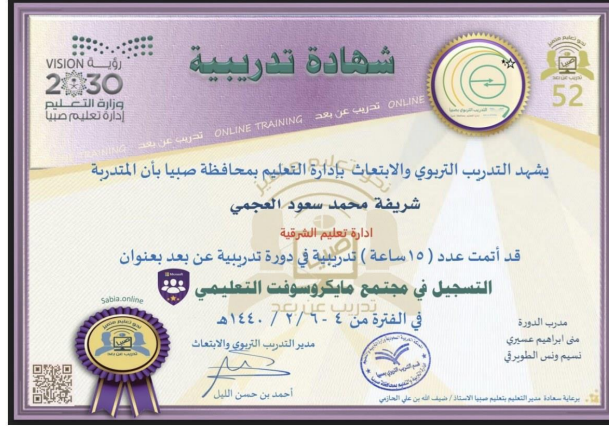 رؤية
VISION
2030
وزارة التعليم
إدارة تعليم صبيا
شهادة تدريبية
52
ONLINE TRAINING تدريب عن بعد ONLINE
يشهد التدريب التربوي والابتعاث بإدارة التعليم بمحافظة صبيا بأن المتدربة
شريفة محمد سعود العجمي
ادارة تعليم الشرقية
قد أتمت عدد ( ١٥ ساعة ) تدريبية في دورة تدريبية عن بعد بعنوان
التسجيل في مجتمع مايكروسوفت التعليمي
Microsoft
في الفترة من ٤ - ٦ / ٢ / ١٤٤٠هـ
Sabia.online
مدير التدريب التربوي والابتعاث
أحمد بن حسن الليل
مدرب الدورة
منى ابراهيم عسيري
نسيم ونس الطويرقي
برعاية سعادة مدير التعليم بتعليم صبيا الاستاذ / ضيف الله بن علي الحازمي